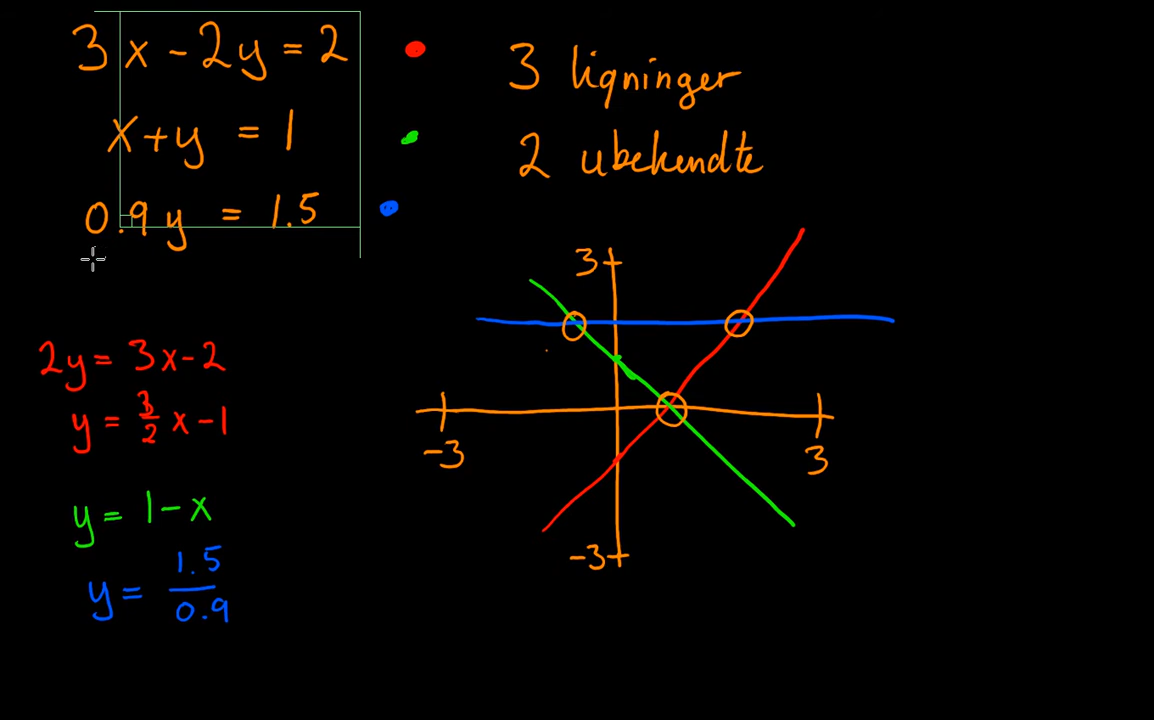 3x - 2y = 2
x + y = 1
0.9y = 1.5
3 ligninger
2 ubekendte
2y = 3x - 2
y = 3/2 x - 1
y = 1 - x
y = 1.5/0.9
3
-3
3
-3